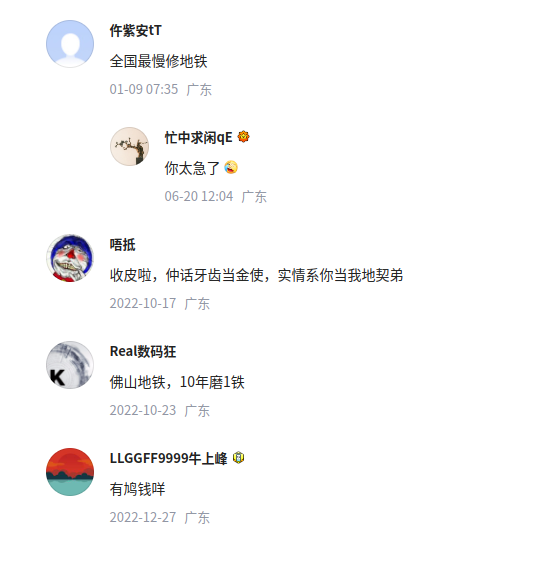 仵紫安tT
全国最慢修地铁
01-09 07:35 广东
忙中求闲qE
你太急了🤪
06-20 12:04 广东
唔抵
收皮啦，仲话牙齿当金使，实情系你当我地契弟
2022-10-17 广东
Real数码狂
佛山地铁，10年磨1铁
2022-10-23 广东
LLGGFF9999牛上峰
有鸠钱咩
2022-12-27 广东